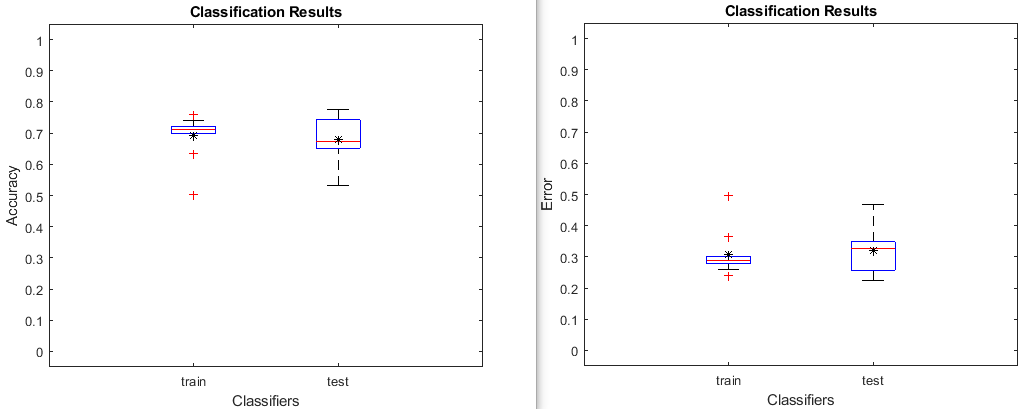 Classification Results
1
0.9
0.8
0.7
0.6
0.5
0.4
0.3
0.2
0.1
0
Accuracy
train test
Classifiers
Classification Results
1
0.9
0.8
0.7
0.6
0.5
0.4
0.3
0.2
0.1
0
Error
train test
Classifiers